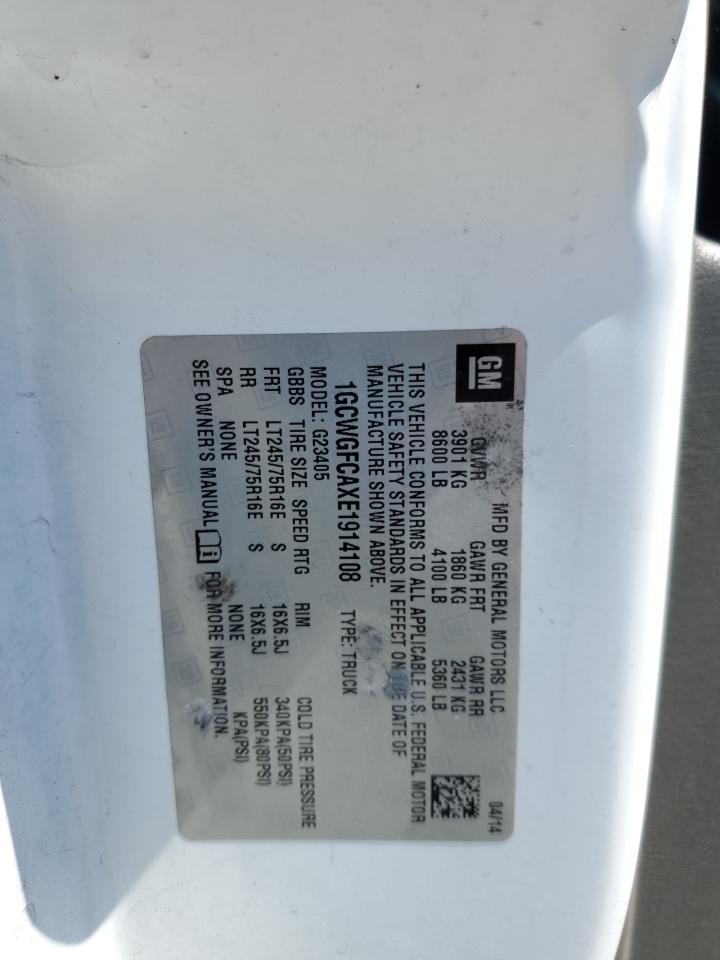 GM
MFD BY GENERAL MOTORS LLC 04/14
GVWR GAWR FRT GAWR RR
3901 KG 1860 KG 2431 KG
8600 LB 4100 LB 5360 LB
THIS VEHICLE CONFORMS TO ALL APPLICABLE U.S. FEDERAL MOTOR
VEHICLE SAFETY STANDARDS IN EFFECT ON THE DATE OF
MANUFACTURE SHOWN ABOVE.
1GCWGFCAXE1914108 TYPE: TRUCK
MODEL: G23405
GBBS TIRE SIZE SPEED RTG RIM COLD TIRE PRESSURE
FRT LT245/75R16E S 16X6.5J 340KPA(50PSI)
RR LT245/75R16E S 16X6.5J 550KPA(80PSI)
SPA NONE NONE KPA(PSI)
SEE OWNER'S MANUAL FOR MORE INFORMATION.